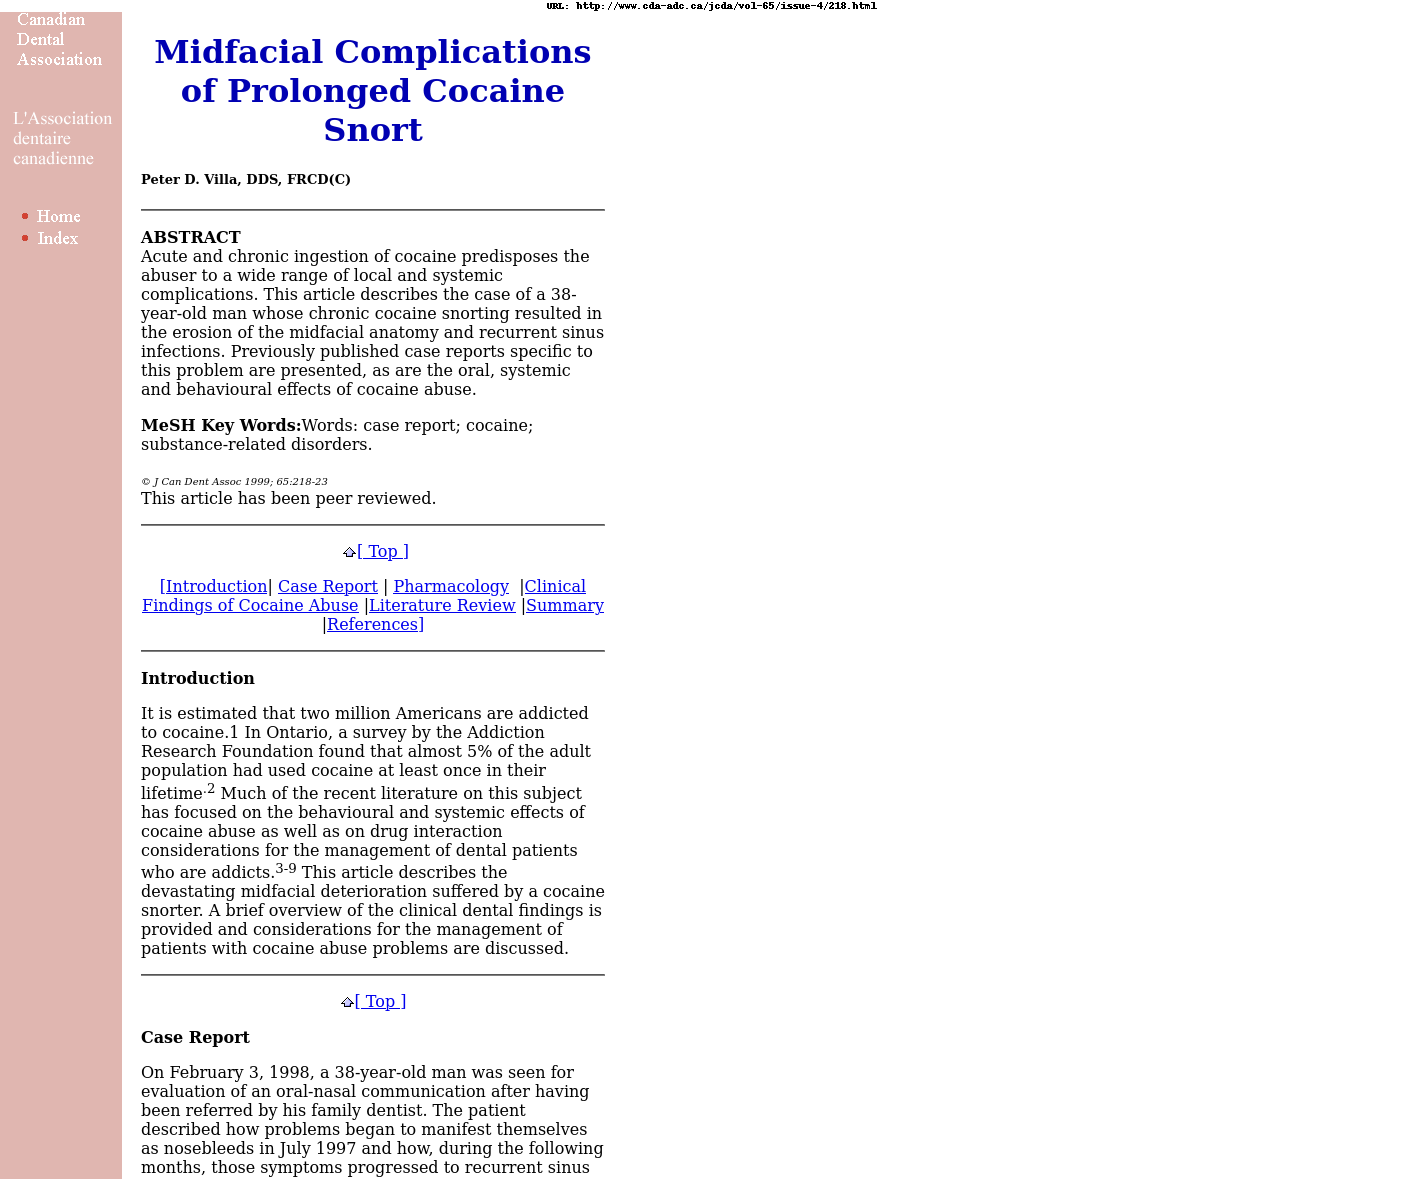 URL: http://www.cda-adc.ca/jcda/vol-65/issue-4/218.html
Canadian
Dental
Association
L'Association
dentaire
canadienne
Home
Index
Midfacial Complications
of Prolonged Cocaine
Snort
Peter D. Villa, DDS, FRCD(C)
ABSTRACT
Acute and chronic ingestion of cocaine predisposes the
abuser to a wide range of local and systemic
complications. This article describes the case of a 38-
year-old man whose chronic cocaine snorting resulted in
the erosion of the midfacial anatomy and recurrent sinus
infections. Previously published case reports specific to
this problem are presented, as are the oral, systemic
and behavioural effects of cocaine abuse.
MeSH Key Words:Words: case report; cocaine;
substance-related disorders.
© J Can Dent Assoc 1999; 65:218-23
This article has been peer reviewed.
[ Top ]
[Introduction| Case Report | Pharmacology |Clinical
Findings of Cocaine Abuse |Literature Review |Summary
|References]
Introduction
It is estimated that two million Americans are addicted
to cocaine.1 In Ontario, a survey by the Addiction
Research Foundation found that almost 5% of the adult
population had used cocaine at least once in their
lifetime.2 Much of the recent literature on this subject
has focused on the behavioural and systemic effects of
cocaine abuse as well as on drug interaction
considerations for the management of dental patients
who are addicts.3-9 This article describes the
devastating midfacial deterioration suffered by a cocaine
snorter. A brief overview of the clinical dental findings is
provided and considerations for the management of
patients with cocaine abuse problems are discussed.
[ Top ]
Case Report
On February 3, 1998, a 38-year-old man was seen for
evaluation of an oral-nasal communication after having
been referred by his family dentist. The patient
described how problems began to manifest themselves
as nosebleeds in July 1997 and how, during the following
months, those symptoms progressed to recurrent sinus